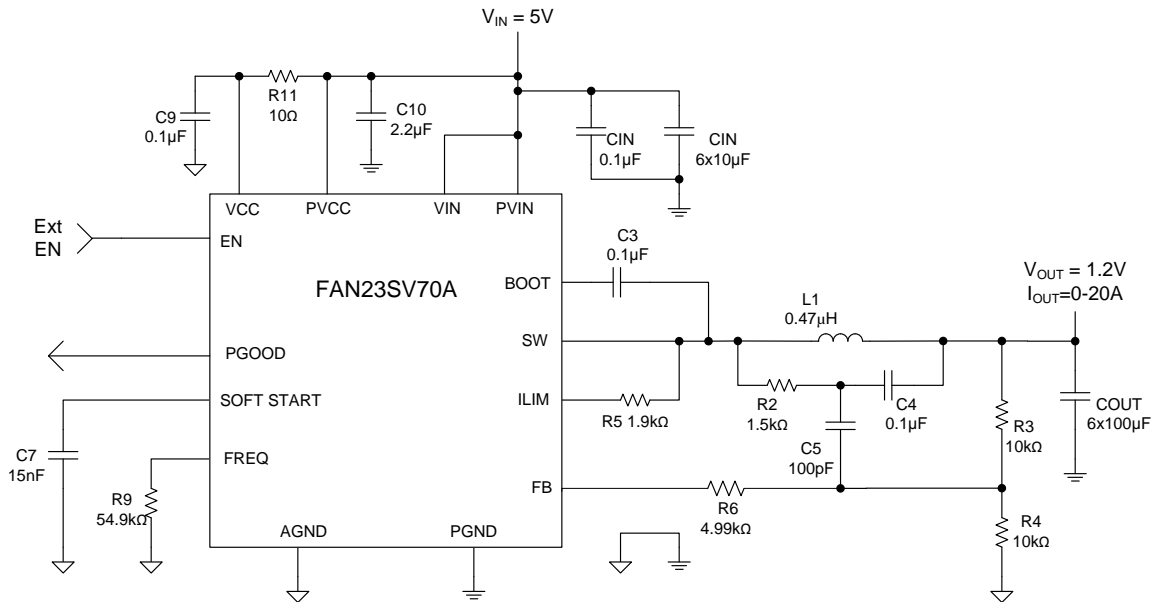 VIN = 5V
R11
10Ω
C9
0.1µF
C10
2.2µF
CIN
0.1µF
CIN
6x10µF
VCC
PVCC
VIN
PVIN
Ext
EN
EN
FAN23SV70A
C3
0.1µF
BOOT
VOUT = 1.2V
IOUT=0-20A
L1
0.47µH
SW
PGOOD
SOFT START
ILIM
R5 1.9kΩ
R2
1.5kΩ
C4
0.1µF
R3
10kΩ
COUT
6x100µF
C7
15nF
FREQ
C5
100pF
R9
54.9kΩ
FB
R6
4.99kΩ
R4
10kΩ
AGND
PGND